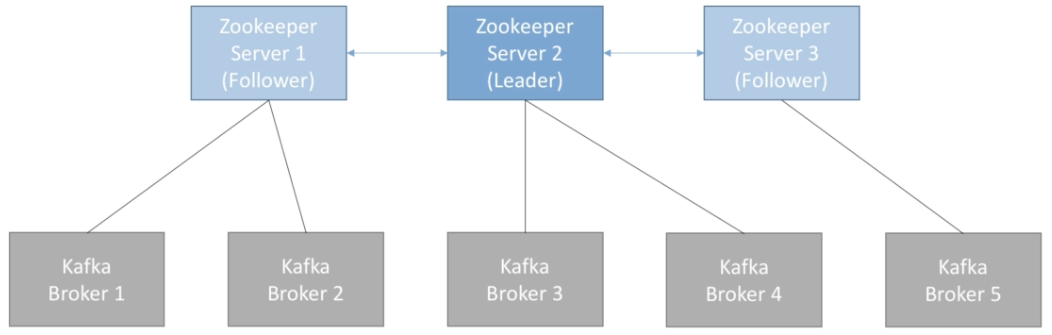 Zookeeper
Server 1
(Follower)
Zookeeper
Server 2
(Leader)
Zookeeper
Server 3
(Follower)
Kafka
Broker 1
Kafka
Broker 2
Kafka
Broker 3
Kafka
Broker 4
Kafka
Broker 5